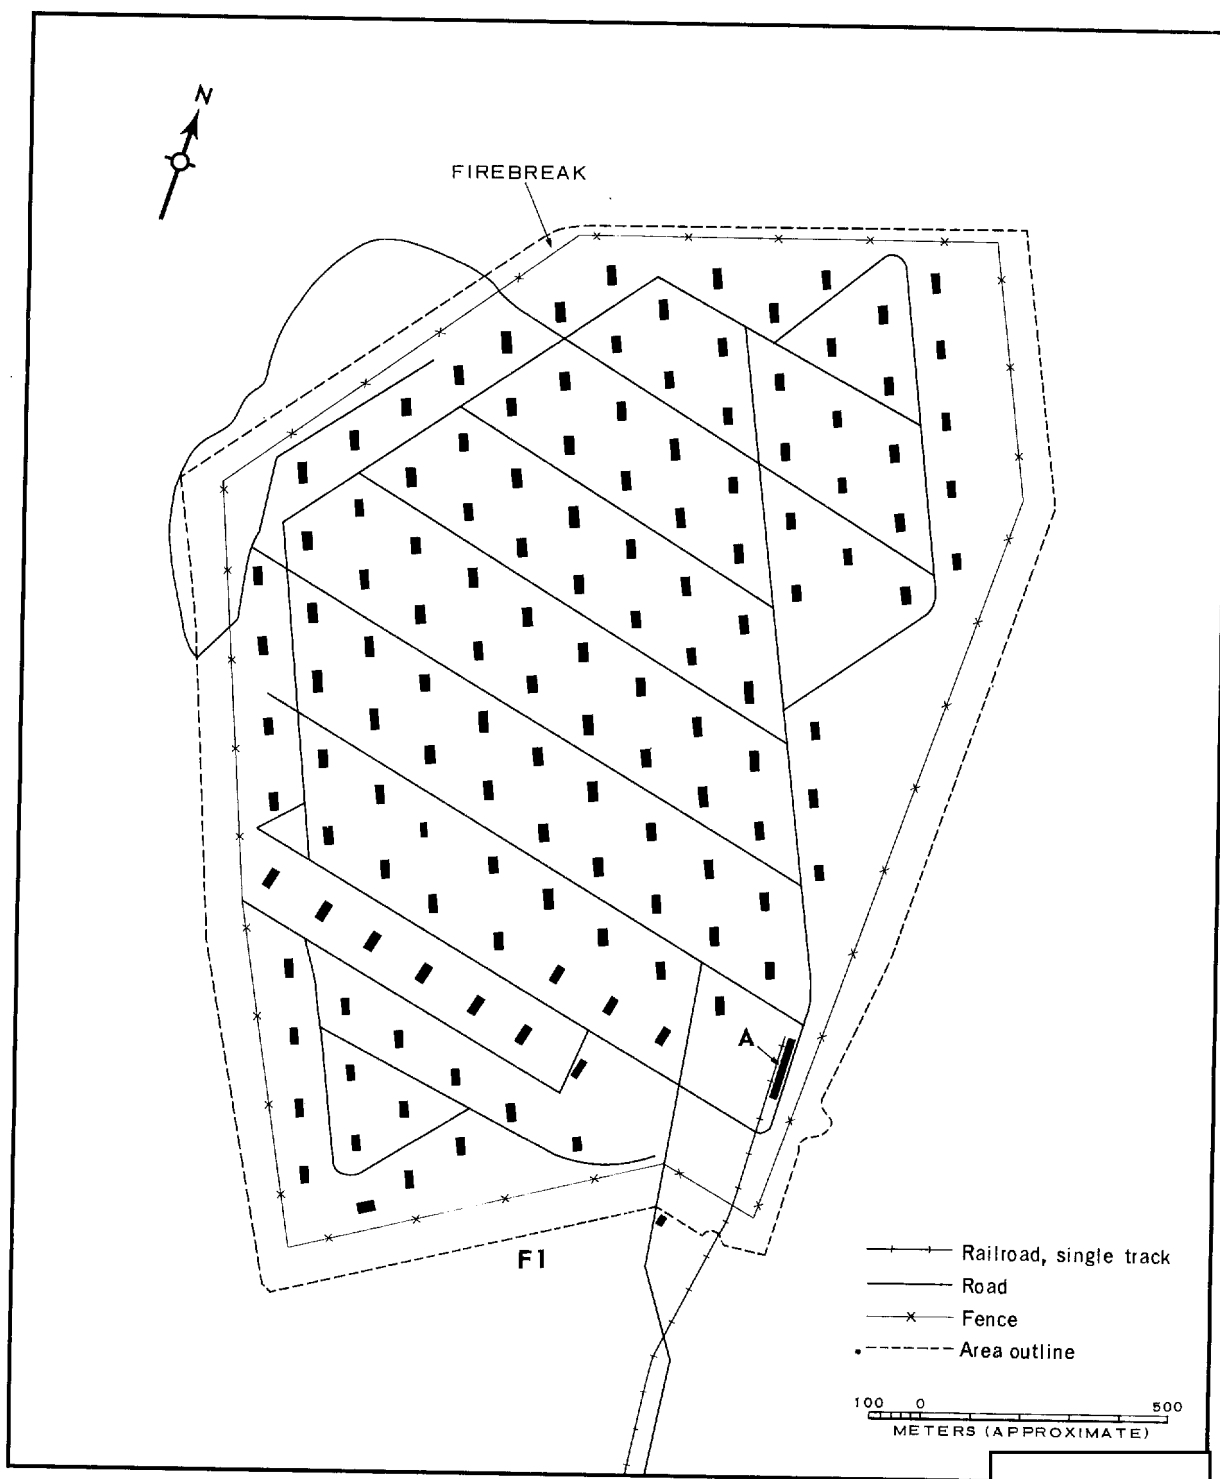 N
FIREBREAK
A
F1
Railroad, single track
Road
Fence
Area outline
100 0 500
METERS (APPROXIMATE)